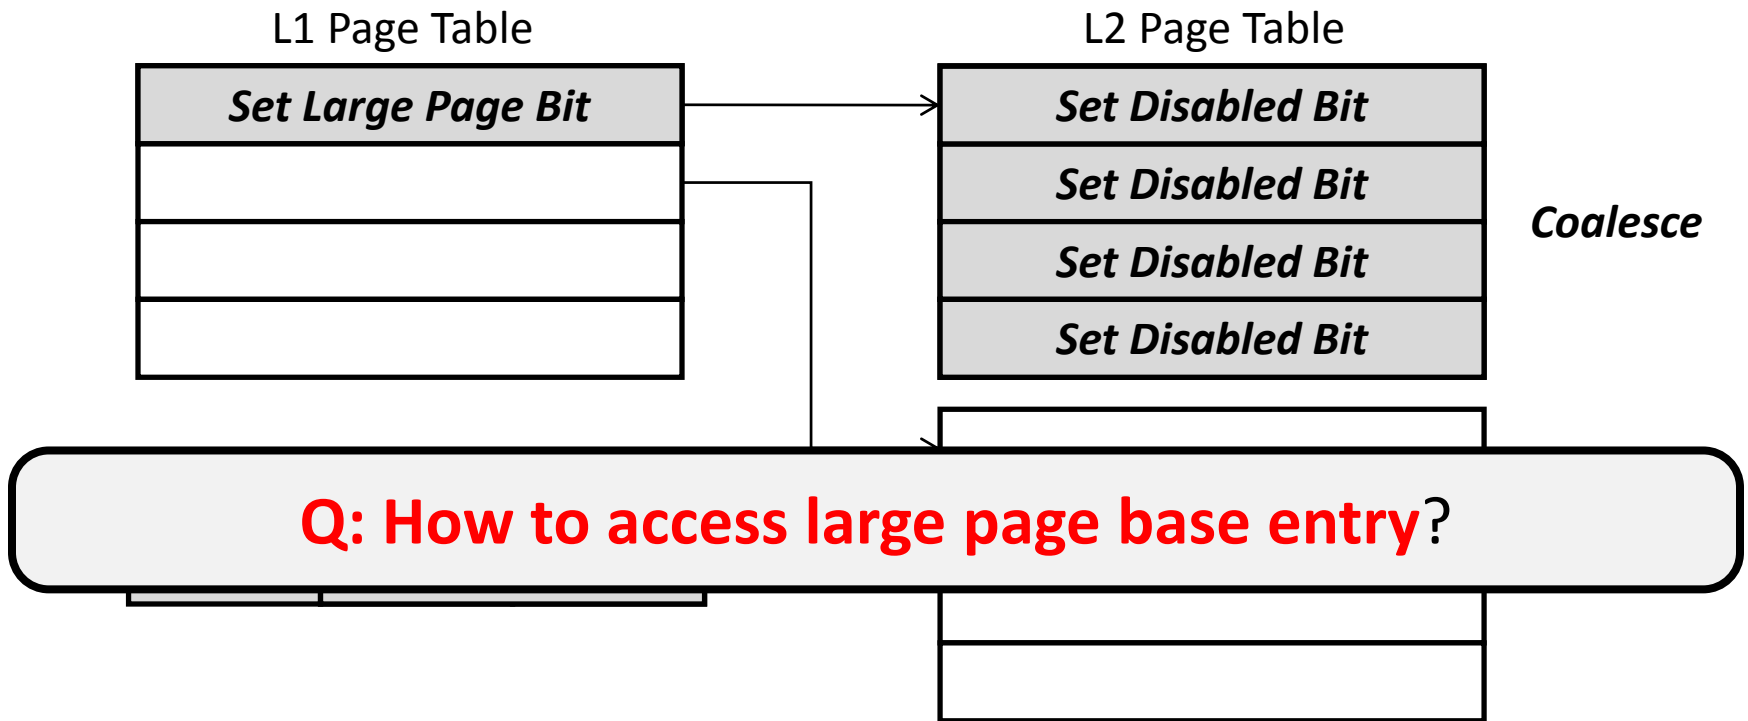 L1 Page Table
L2 Page Table
Set Large Page Bit
Set Disabled Bit
Set Disabled Bit
Set Disabled Bit
Set Disabled Bit
Coalesce
Q: How to access large page base entry?